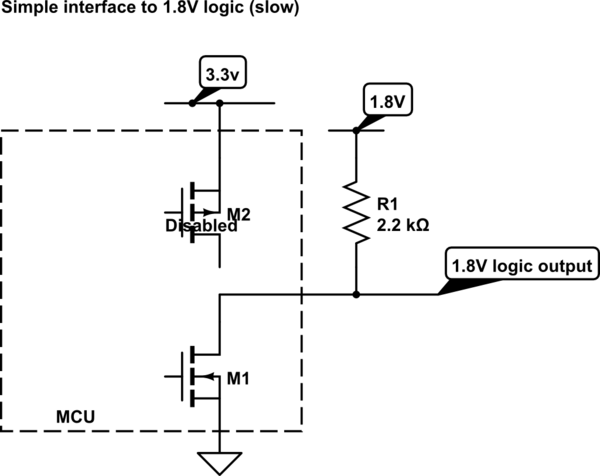 Simple interface to 1.8V logic (slow)
3.3v
1.8V
M2
Disabled
R1
2.2 kΩ
1.8V logic output
M1
MCU